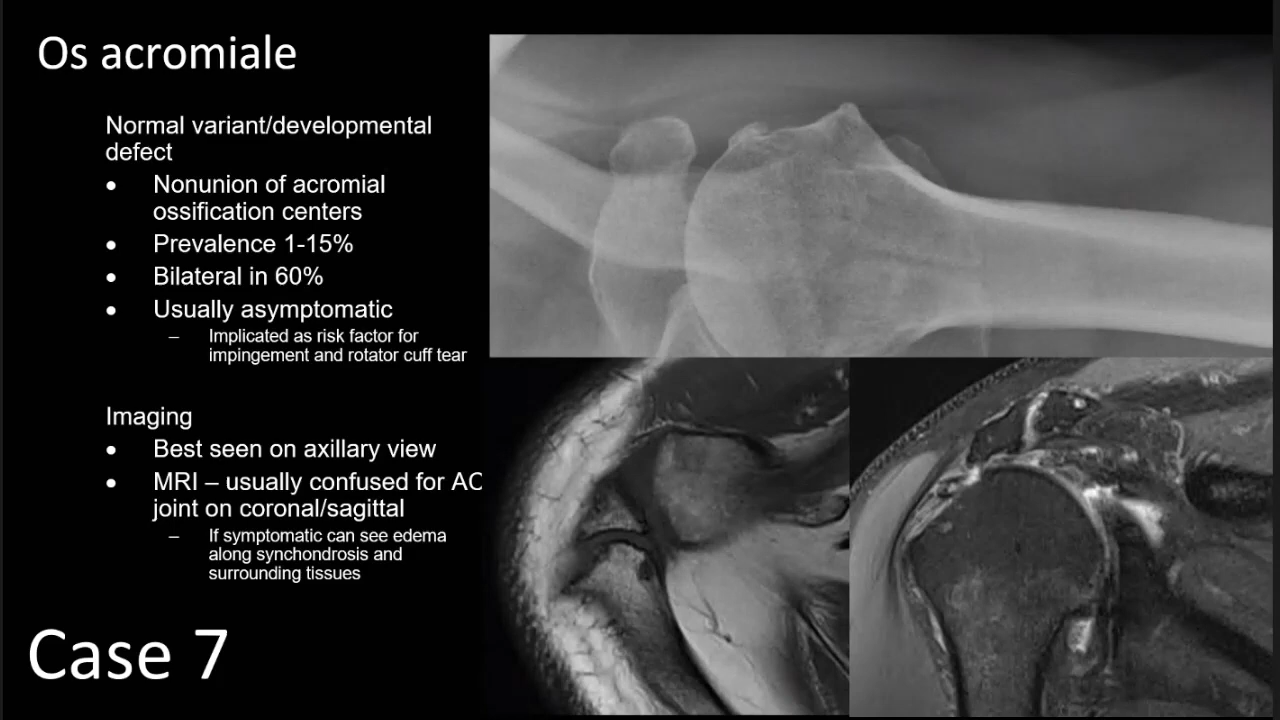 Os acromiale
Normal variant/developmental
defect
• Nonunion of acromial
ossification centers
• Prevalence 1-15%
• Bilateral in 60%
• Usually asymptomatic
– Implicated as risk factor for
impingement and rotator cuff tear
Imaging
• Best seen on axillary view
• MRI – usually confused for AC
joint on coronal/sagittal
– If symptomatic can see edema
along synchondrosis and
surrounding tissues
Case 7